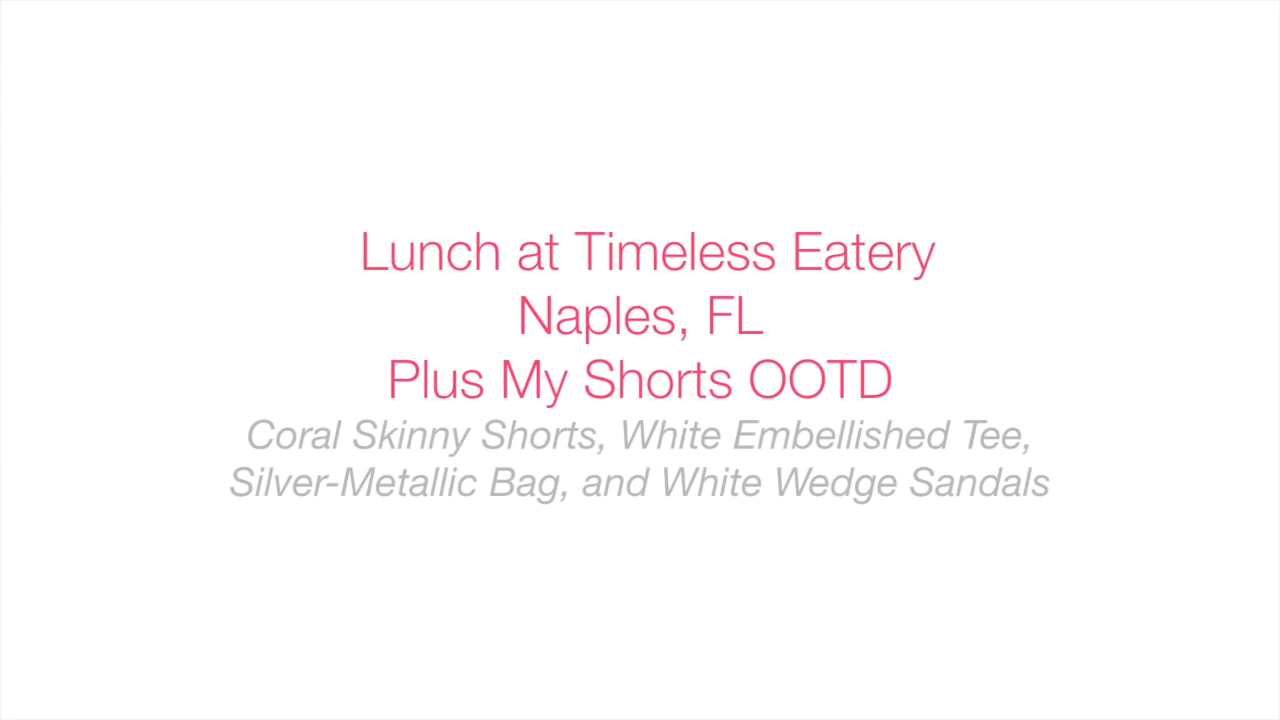 Lunch at Timeless Eatery
Naples, FL
Plus My Shorts OOTD
Coral Skinny Shorts, White Embellished Tee,
Silver-Metallic Bag, and White Wedge Sandals